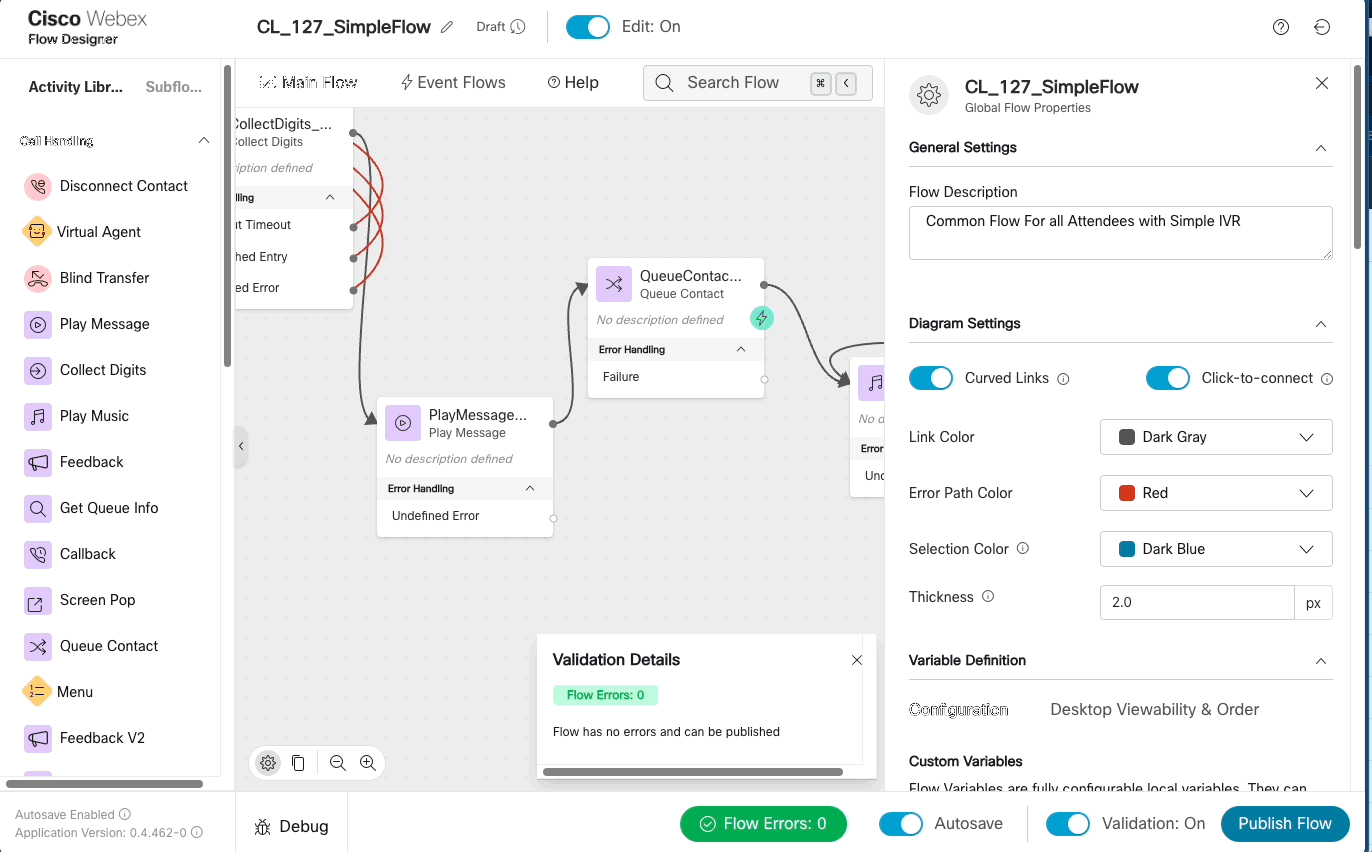 Cisco Webex
Flow Designer
CL_127_SimpleFlow
Draft
Edit: On
Activity Libr...
Subflo...
Call Handling
Disconnect Contact
Virtual Agent
Blind Transfer
Play Message
Collect Digits
Play Music
Feedback
Get Queue Info
Callback
Screen Pop
Queue Contact
Menu
Feedback V2
Main Flow
Event Flows
Help
Search Flow
⌘
<
CollectDigits_...
Collect Digits
iption defined
lling
ut Timeout
hed Entry
ed Error
PlayMessage...
Play Message
No description defined
Error Handling
Undefined Error
QueueContac...
Queue Contact
No description defined
Error Handling
Failure
No d
Error
Und
Validation Details
Flow Errors: 0
Flow has no errors and can be published
CL_127_SimpleFlow
Global Flow Properties
General Settings
Flow Description
Common Flow For all Attendees with Simple IVR
Diagram Settings
Curved Links
Click-to-connect
Link Color
Dark Gray
Error Path Color
Red
Selection Color
Dark Blue
Thickness
2.0
px
Variable Definition
Configuration
Desktop Viewability & Order
Custom Variables
Flow Variables are fully configurable local variables. They can
Autosave Enabled
Application Version: 0.4.462-0
Debug
Flow Errors: 0
Autosave
Validation: On
Publish Flow